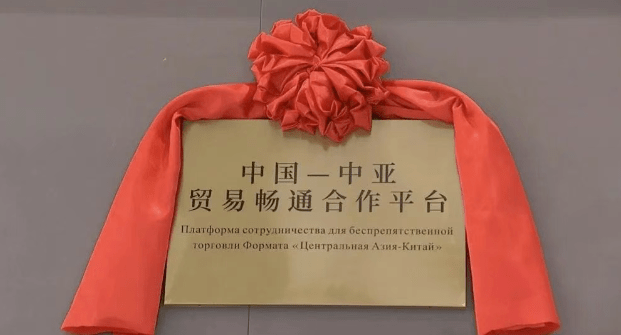 中国—中亚
贸易畅通合作平台
Платформа сотрудничества для беспрепятственной
торговли Формата «Центральная Азия-Китай»